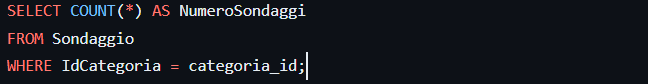 SELECT COUNT(*) AS NumeroSondaggi
FROM Sondaggio
WHERE IdCategoria = categoria_id;